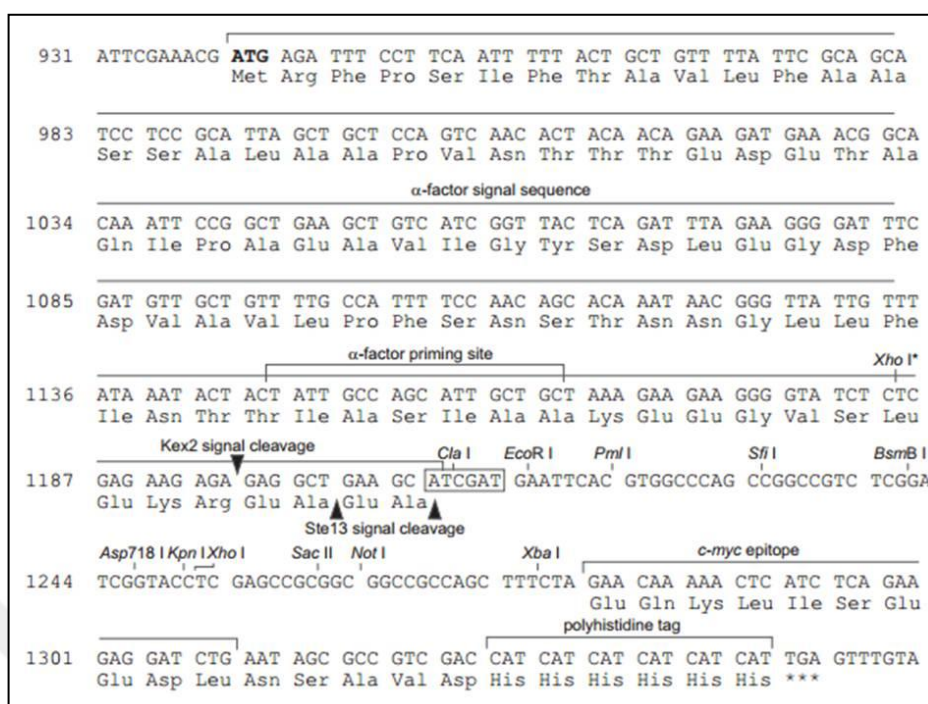 931 ATTCGAAACG ATG AGA TTT CCT TCA ATT TTT ACT GCT GTT TTA TTC GCA GCA
Met Arg Phe Pro Ser Ile Phe Thr Ala Val Leu Phe Ala Ala
983 TCC TCC GCA TTA GCT GCT CCA GTC AAC ACT ACA ACA GAA GAT GAA ACG GCA
Ser Ser Ala Leu Ala Ala Pro Val Asn Thr Thr Thr Glu Asp Glu Thr Ala
α-factor signal sequence
1034 CAA ATT CCG GCT GAA GCT GTC ATC GGT TAC TCA GAT TTA GAA GGG GAT TTC
Gln Ile Pro Ala Glu Ala Val Ile Gly Tyr Ser Asp Leu Glu Gly Asp Phe
1085 GAT GTT GCT GTT TTG CCA TTT TCC AAC AGC ACA AAT AAC GGG TTA TTG TTT
Asp Val Ala Val Leu Pro Phe Ser Asn Ser Thr Asn Asn Gly Leu Leu Phe
α-factor priming site
Xho I*
1136 ATA AAT ACT ACT ATT GCC AGC ATT GCT GCT AAA GAA GAA GGG GTA TCT CTC
Ile Asn Thr Thr Ile Ala Ser Ile Ala Ala Lys Glu Glu Gly Val Ser Leu
Kex2 signal cleavage
Cla I EcoR I Pml I Sfi I BsmB I
1187 GAG AAG AGA GAG GCT GAA GC ATCGAT GAATTCAC GTGGCCCAG CCGGCCGTC TCGGA
Glu Lys Arg Glu Ala Glu Ala
Ste13 signal cleavage
Asp718 I Kpn I Xho I Sac II Not I Xba I c-myc epitope
1244 TCGGTACCTC GAGCCGCGGC GGCCGCCAGC TTTCTA GAA CAA AAA CTC ATC TCA GAA
Glu Gln Lys Leu Ile Ser Glu
polyhistidine tag
1301 GAG GAT CTG AAT AGC GCC GTC GAC CAT CAT CAT CAT CAT CAT TGA GTTTGTA
Glu Asp Leu Asn Ser Ala Val Asp His His His His His His ***